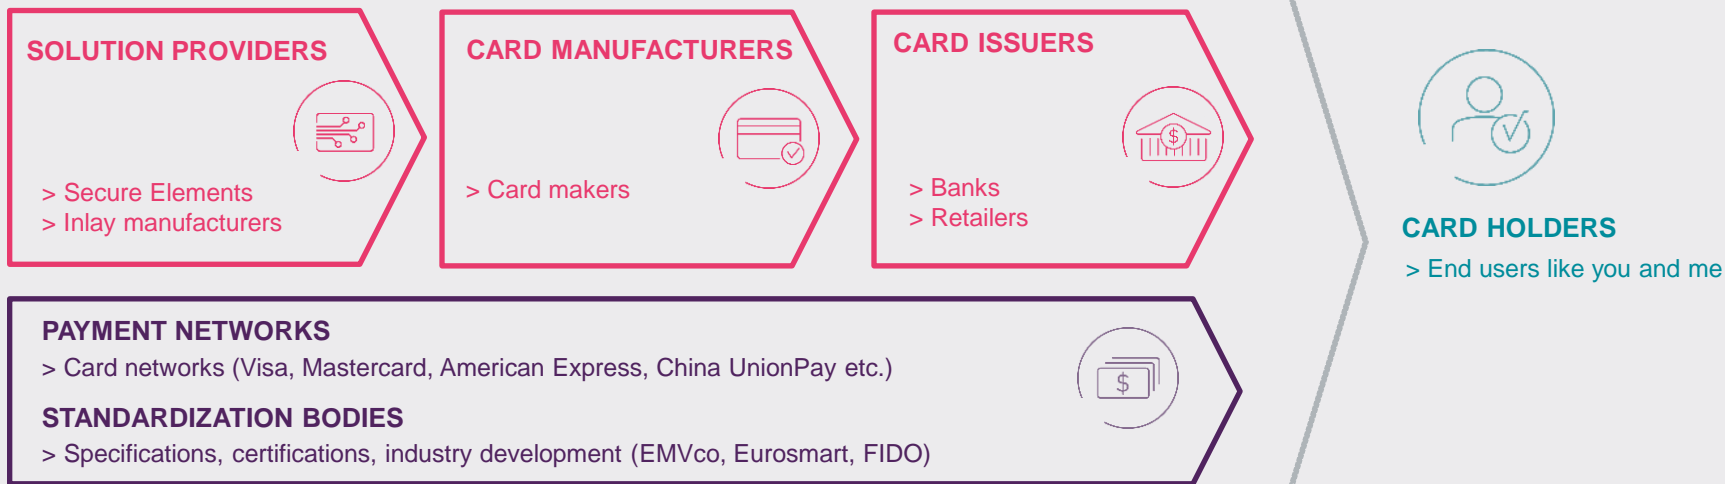 SOLUTION PROVIDERS
> Secure Elements
> Inlay manufacturers
CARD MANUFACTURERS
> Card makers
CARD ISSUERS
$
> Banks
> Retailers
CARD HOLDERS
> End users like you and me
PAYMENT NETWORKS
> Card networks (Visa, Mastercard, American Express, China UnionPay etc.)
$
STANDARDIZATION BODIES
> Specifications, certifications, industry development (EMVco, Eurosmart, FIDO)